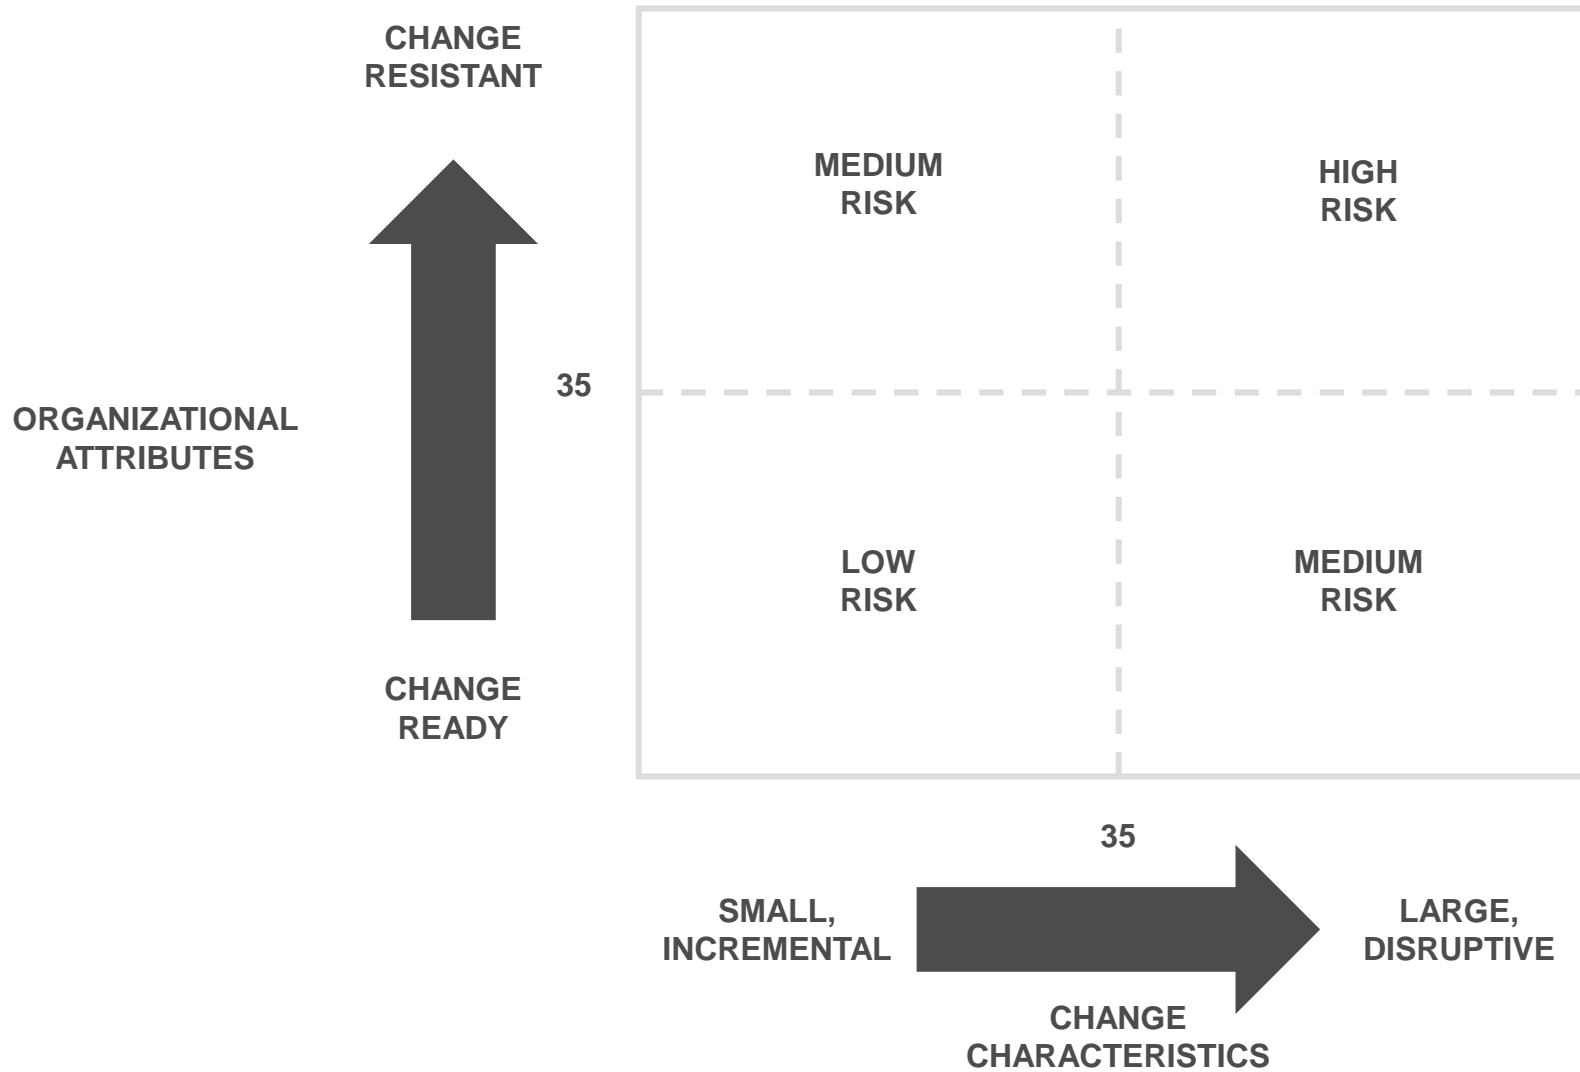 CHANGE
RESISTANT
MEDIUM
RISK
HIGH
RISK
35
ORGANIZATIONAL
ATTRIBUTES
LOW
RISK
MEDIUM
RISK
CHANGE
READY
35
SMALL,
INCREMENTAL
LARGE,
DISRUPTIVE
CHANGE
CHARACTERISTICS